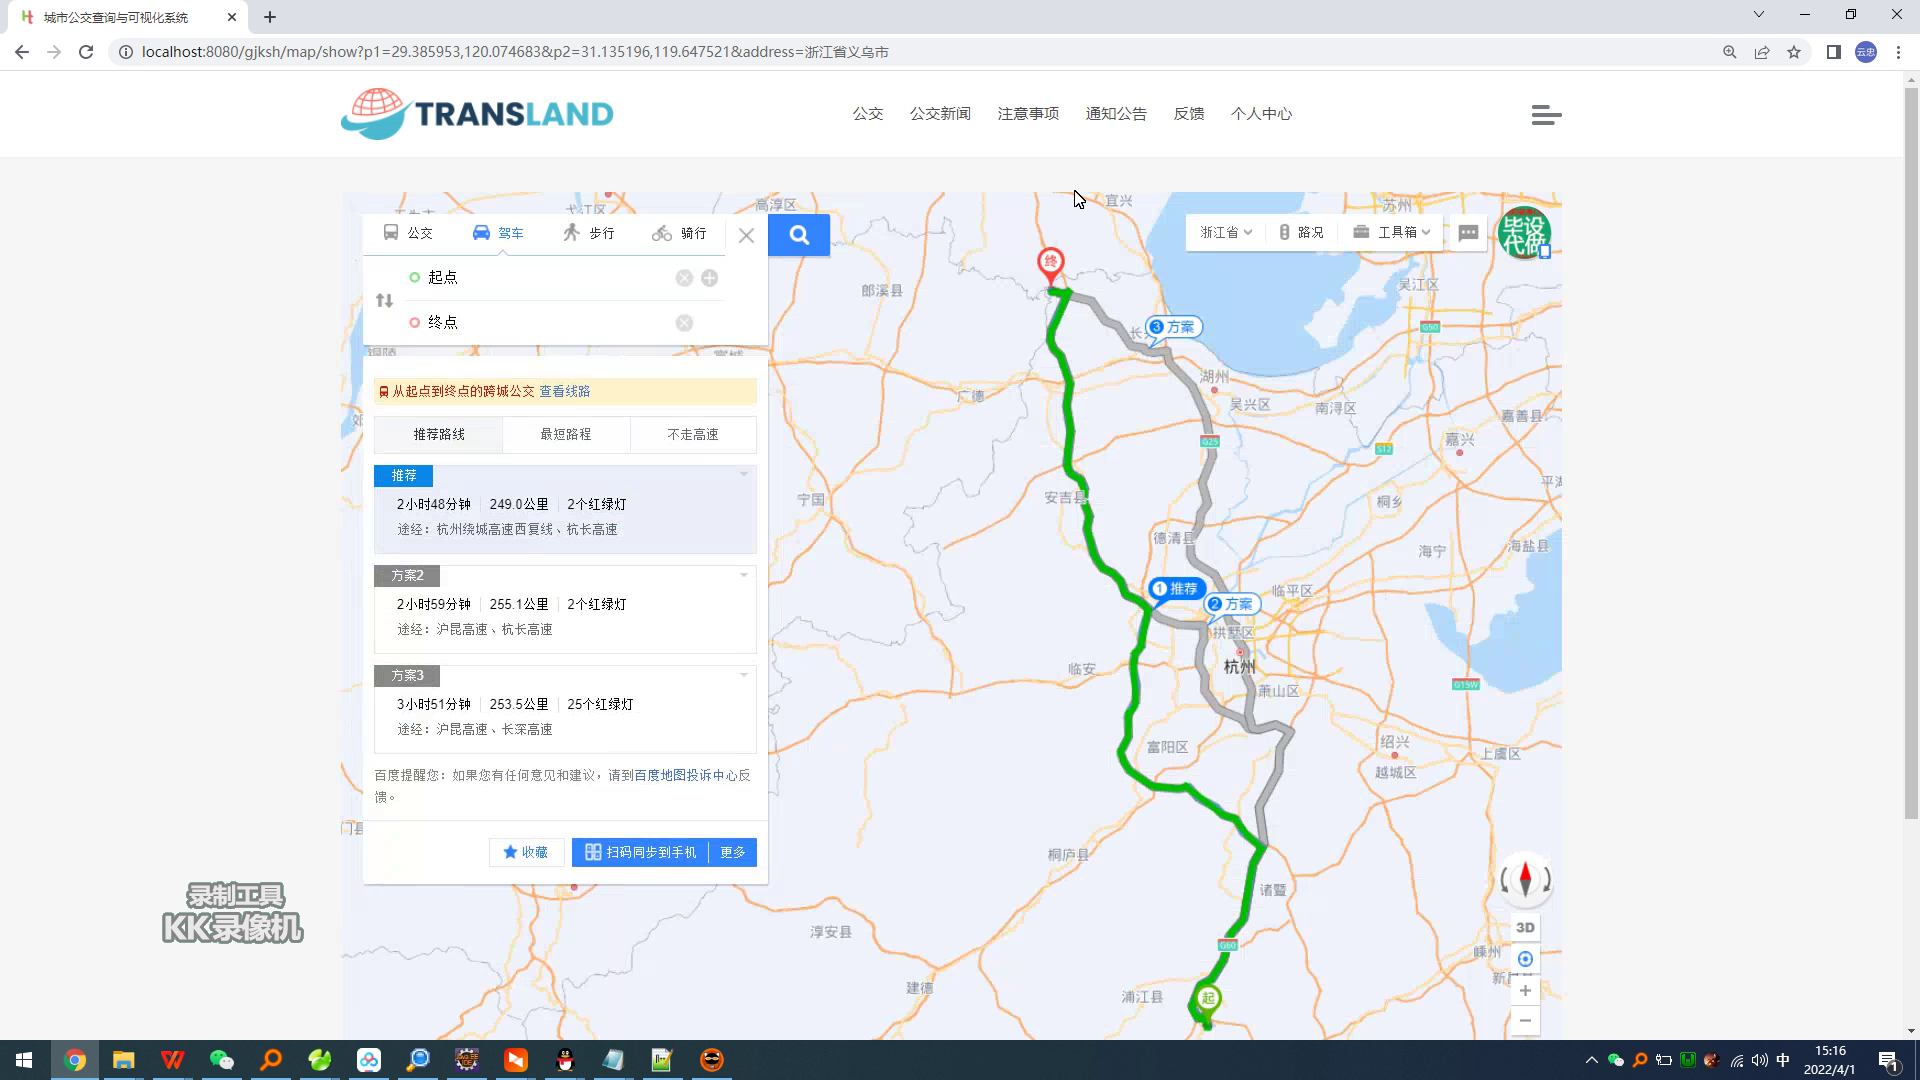 城市公交查询与可视化系统
localhost:8080/gjksh/map/show?p1=29.385953,120.074683&p2=31.135196,119.647521&address=浙江省义乌市
云忠
TRANSLAND
公交 公交新闻 注意事项 通知公告 反馈 个人中心
公交 驾车 步行 骑行
浙江省 路况 工具箱
毕设
代做
起点
终点
从起点到终点的跨城公交 查看线路
推荐路线 最短路程 不走高速
推荐
2小时48分钟 249.0公里 2个红绿灯
途经：杭州绕城高速西复线、杭长高速
方案2
2小时59分钟 255.1公里 2个红绿灯
途经：沪昆高速、杭长高速
方案3
3小时51分钟 253.5公里 25个红绿灯
途经：沪昆高速、长深高速
百度提醒您：如果您有任何意见和建议，请到百度地图投诉中心反
馈。
收藏 扫码同步到手机 更多
高淳区
宜兴
苏州
终
郎溪县
吴江区
3 方案
G50
湖州
广德
吴兴区
南浔区
嘉善县
嘉兴
G25
S12
宁国
安吉县
桐乡
德清县
海宁
海盐县
1 推荐
2 方案
临平区
拱墅区
杭州
临安
萧山区
G15W
富阳区
绍兴
上虞区
越城区
桐庐县
诸暨
淳安县
G60
嵊州
建德
浦江县
起
3D
录制工具
KK录像机
中
15:16
2022/4/1
1